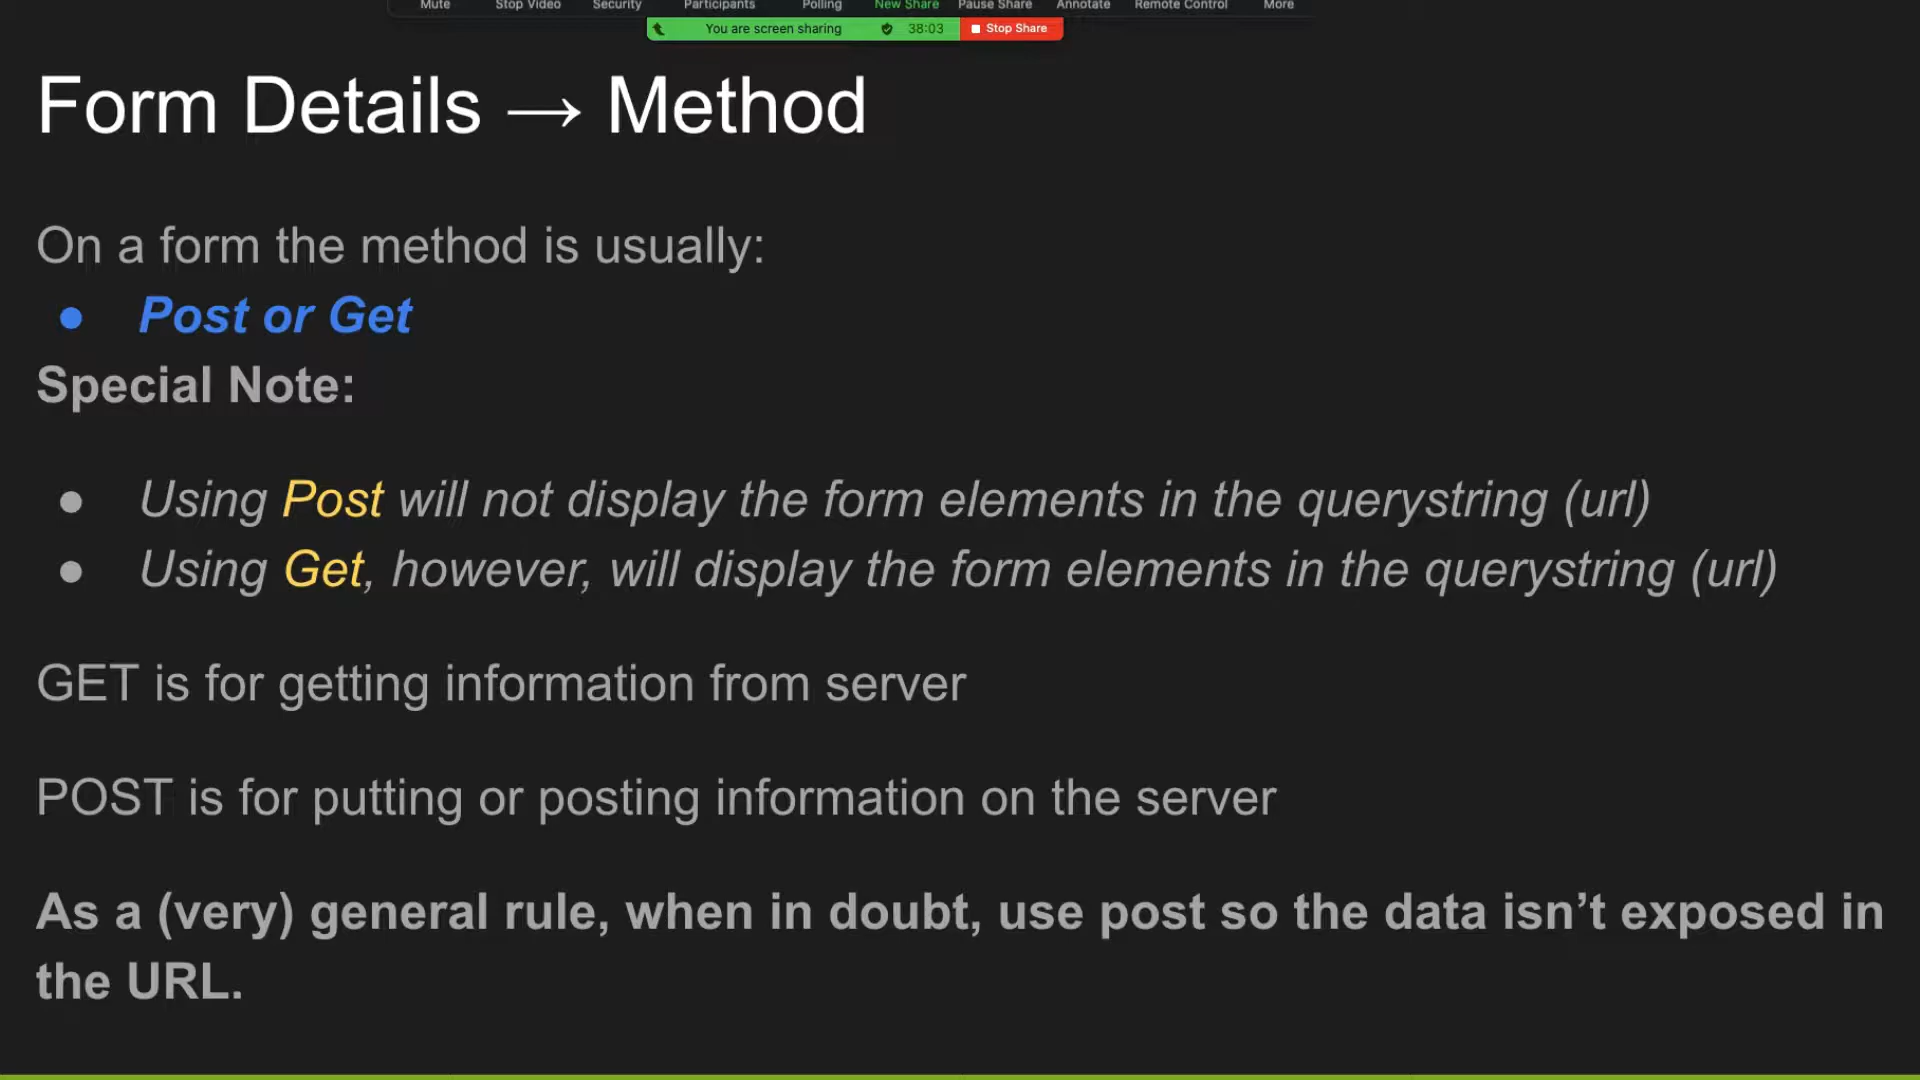 Mute Stop Video Security Participants Polling New Share Pause Share Annotate Remote Control More
You are screen sharing 38:03 Stop Share
Form Details → Method
On a form the method is usually:
● Post or Get
Special Note:
● Using Post will not display the form elements in the querystring (url)
● Using Get, however, will display the form elements in the querystring (url)
GET is for getting information from server
POST is for putting or posting information on the server
As a (very) general rule, when in doubt, use post so the data isn’t exposed in
the URL.